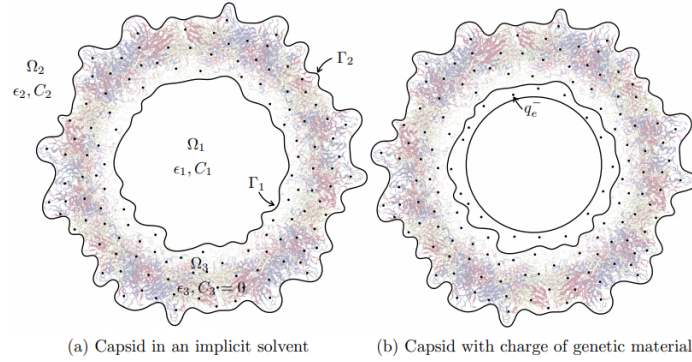 Ω₂
ϵ₂, C₂
Γ₂
Ω₁
ϵ₁, C₁
Γ₁
Ω₃
ϵ₃, C₃ = 0
qₑ⁻
(a) Capsid in an implicit solvent
(b) Capsid with charge of genetic material